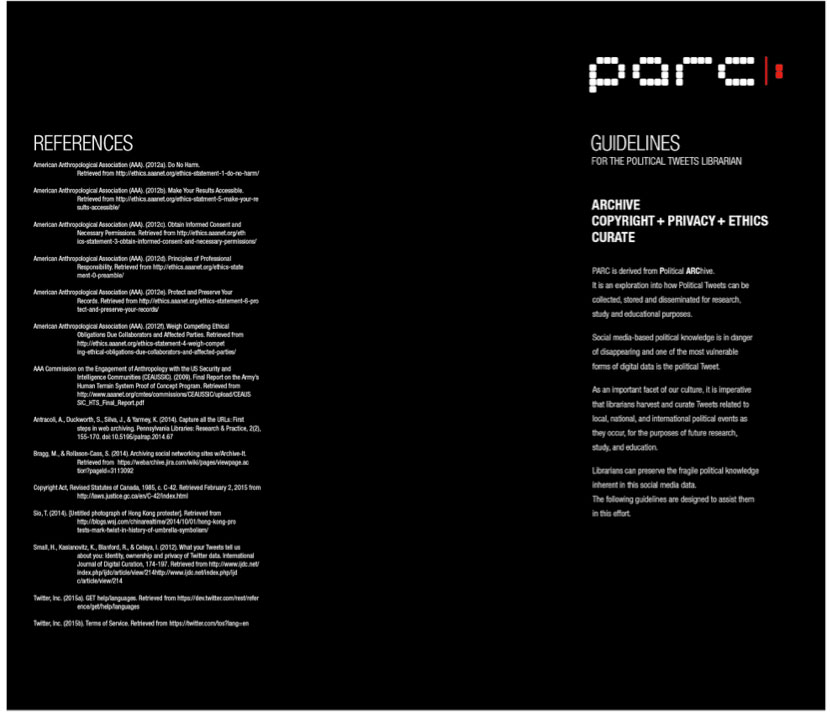 parc
REFERENCES
American Anthropological Association (AAA). (2012a). Do No Harm.
Retrieved from http://ethics.aaanet.org/ethics-statement-1-do-no-harm/
American Anthropological Association (AAA). (2012b). Make Your Results Accessible.
Retrieved from http://ethics.aaanet.org/ethics-statment-5-make-your-re
sults-accessible/
American Anthropological Association (AAA). (2012c). Obtain Informed Consent and
Necessary Permissions. Retrieved from http://ethics.aaanet.org/eth
ics-statement-3-obtain-informed-consent-and-necessary-permissions/
American Anthropological Association (AAA). (2012d). Principles of Professional
Responsibility. Retrieved from http://ethics.aaanet.org/ethics-state
ment-0-preamble/
American Anthropological Association (AAA). (2012e). Protect and Preserve Your
Records. Retrieved from http://ethics.aaanet.org/ethics-statement-6-pro
tect-and-preserve-your-records/
American Anthropological Association (AAA). (2012f). Weigh Competing Ethical
Obligations Due Collaborators and Affected Parties. Retrieved from
http://ethics.aaanet.org/ethics-statement-4-weigh-compet
ing-ethical-obligations-due-collaborators-and-affected-parties/
AAA Commission on the Engagement of Anthropology with the US Security and
Intelligence Communities (CEAUSSIC). (2009). Final Report on the Army's
Human Terrain System Proof of Concept Program. Retrieved from
http://www.aaanet.org/cmtes/commissions/CEAUSSIC/upload/CEAUS
SIC_HTS_Final_Report.pdf
Antracoli, A., Duckworth, S., Silva, J., & Yarmey, K. (2014). Capture all the URLs: First
steps in web archiving. Pennsylvania Libraries: Research & Practice, 2(2),
155-170. doi:10.5195/palrap.2014.67
Bragg, M., & Rollason-Cass, S. (2014). Archiving social networking sites w/Archive-It.
Retrieved from https://webarchive.jira.com/wiki/pages/viewpage.ac
tion?pageId=3113092
Copyright Act, Revised Statutes of Canada, 1985, c. C-42. Retrieved February 2, 2015 from
http://laws.justice.gc.ca/en/C-42/index.html
Sio, T. (2014). [Untitled photograph of Hong Kong protester]. Retrieved from
http://blogs.wsj.com/chinarealtime/2014/10/01/hong-kong-pro
tests-mark-twist-in-history-of-umbrella-symbolism/
Small, H., Kasianovitz, K., Blanford, R., & Celaya, I. (2012). What your Tweets tell us
about you: Identity, ownership and privacy of Twitter data. International
Journal of Digital Curation, 174-197. Retrieved from http://www.ijdc.net/
index.php/ijdc/article/view/214http://www.ijdc.net/index.php/ijd
c/article/view/214
Twitter, Inc. (2015a). GET help/languages. Retrieved from https://dev.twitter.com/rest/refer
ence/get/help/languages
Twitter, Inc. (2015b). Terms of Service. Retrieved from https://twitter.com/tos?lang=en
GUIDELINES
FOR THE POLITICAL TWEETS LIBRARIAN
ARCHIVE
COPYRIGHT + PRIVACY + ETHICS
CURATE
PARC is derived from Political ARChive.
It is an exploration into how Political Tweets can be
collected, stored and disseminated for research,
study and educational purposes.
Social media-based political knowledge is in danger
of disappearing and one of the most vulnerable
forms of digital data is the political Tweet.
As an important facet of our culture, it is imperative
that librarians harvest and curate Tweets related to
local, national, and international political events as
they occur, for the purposes of future research,
study, and education.
Librarians can preserve the fragile political knowledge
inherent in this social media data.
The following guidelines are designed to assist them
in this effort.